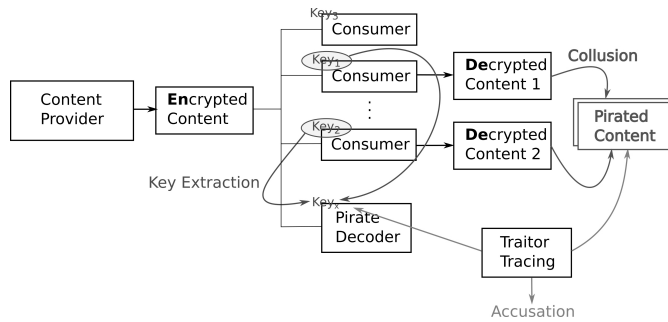 Key3
Consumer
Key1
Consumer
Decrypted
Content 1
Collusion
Content
Provider
Encrypted
Content
Pirated
Content
Key2
Consumer
Decrypted
Content 2
Key Extraction
Keyx
Pirate
Decoder
Traitor
Tracing
Accusation